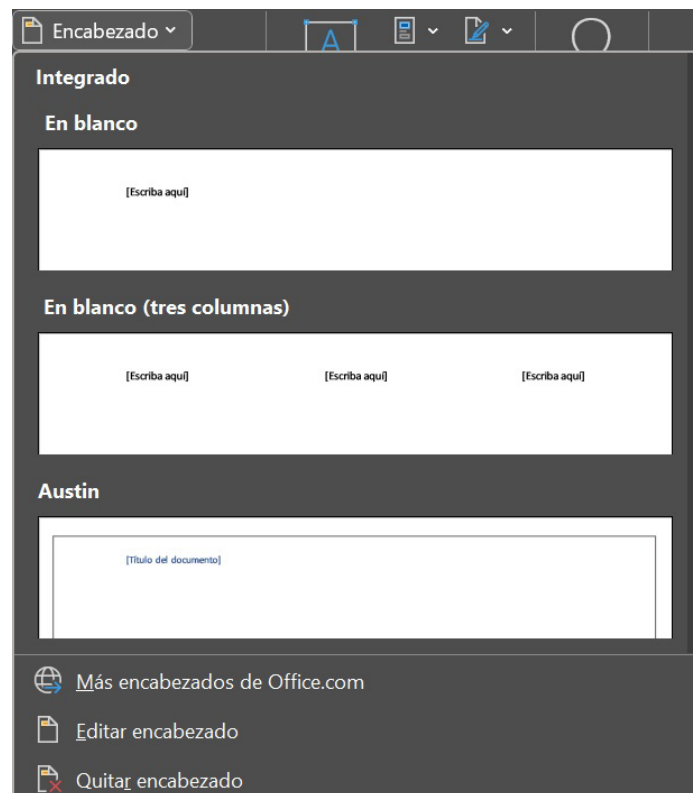 Encabezado
A
Integrado
En blanco
[Escriba aquí]
En blanco (tres columnas)
[Escriba aquí] [Escriba aquí] [Escriba aquí]
Austin
[Título del documento]
Más encabezados de Office.com
Editar encabezado
Quitar encabezado